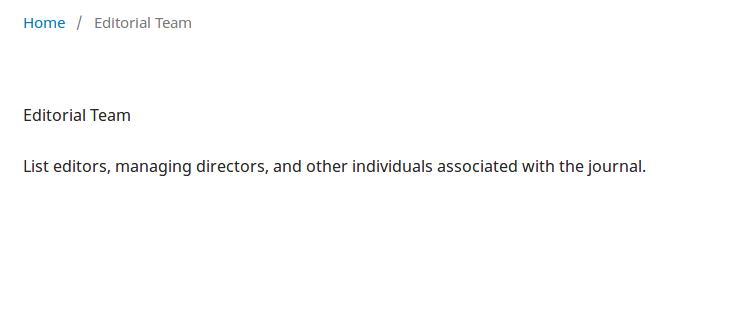 Home / Editorial Team
Editorial Team
List editors, managing directors, and other individuals associated with the journal.